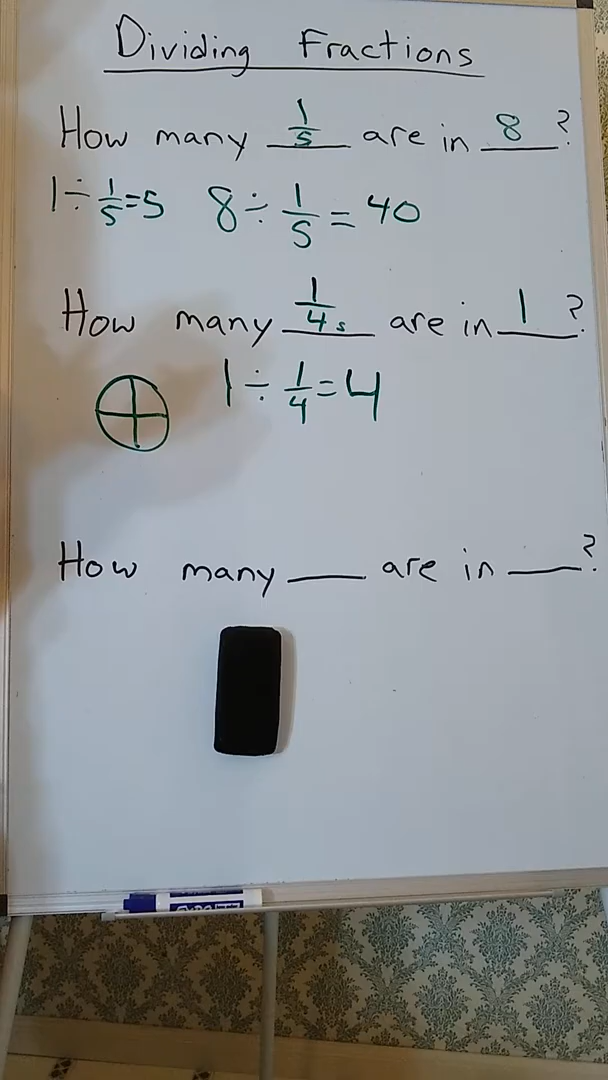 Dividing Fractions
How many 1/5 are in 8?
1 ÷ 1/5 = 5 8 ÷ 1/5 = 40
How many 1/4s are in 1?
1 ÷ 1/4 = 4
How many ___ are in ___?
EXPO